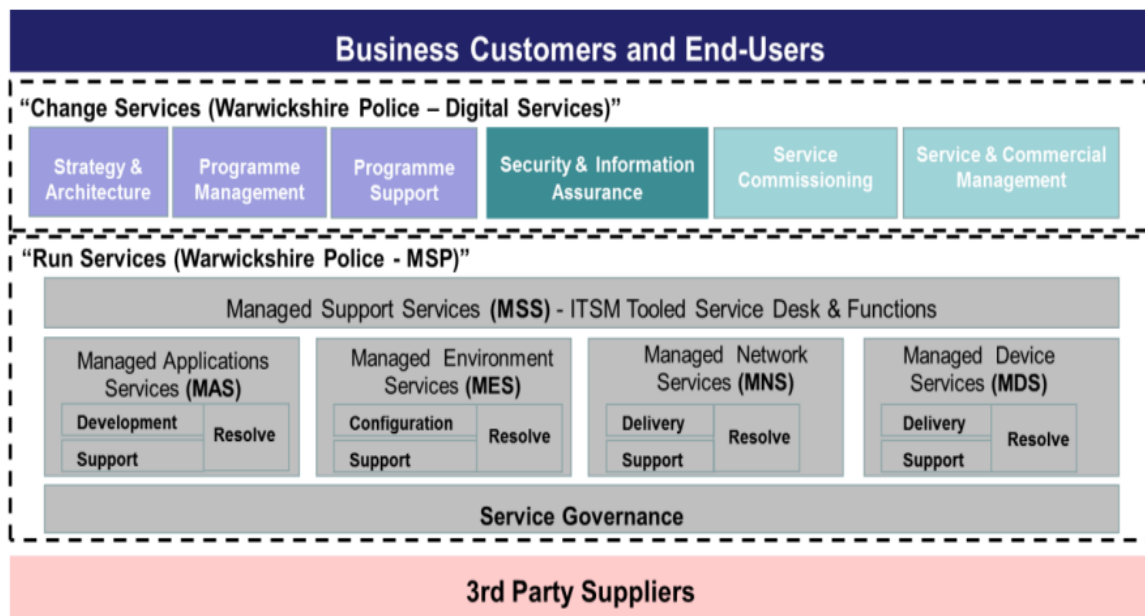 Business Customers and End-Users
“Change Services (Warwickshire Police – Digital Services)”
Strategy &
Architecture
Programme
Management
Programme
Support
Security & Information
Assurance
Service
Commissioning
Service & Commercial
Management
“Run Services (Warwickshire Police - MSP)”
Managed Support Services (MSS) - ITSM Tooled Service Desk & Functions
Managed Applications
Services (MAS)
Development
Support
Resolve
Managed Environment
Services (MES)
Configuration
Support
Resolve
Managed Network
Services (MNS)
Delivery
Support
Resolve
Managed Device
Services (MDS)
Delivery
Support
Resolve
Service Governance
3rd Party Suppliers